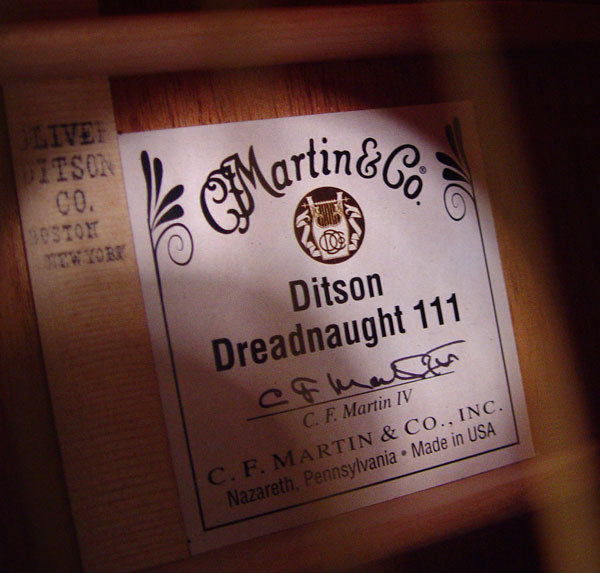 OLIVER
DITSON
CO.
BOSTON
NEW YORK
CF Martin & Co.®
Ditson
Dreadnaught 111
C. F. Martin IV
C. F. MARTIN & CO., INC.
Nazareth, Pennsylvania • Made in USA